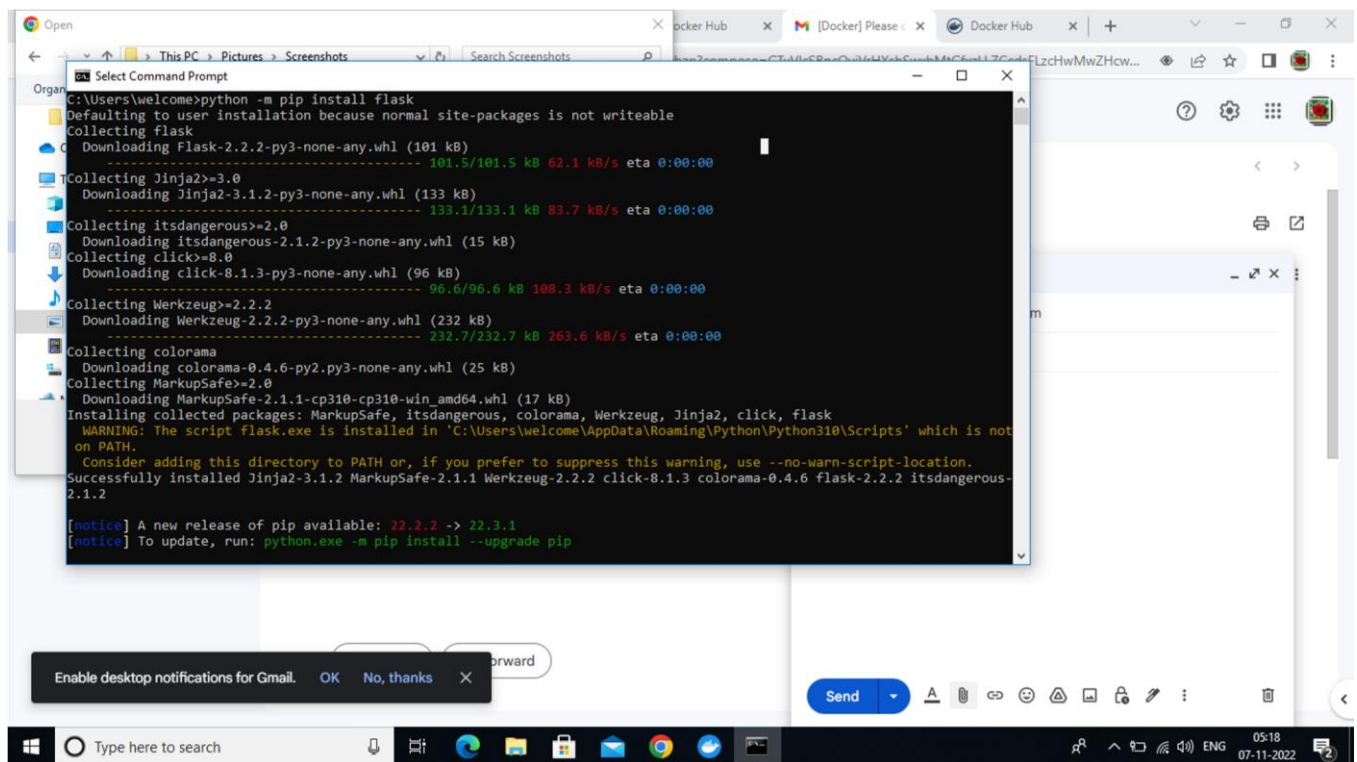 Open
ocker Hub
[Docker] Please c
Docker Hub
This PC > Pictures > Screenshots
Search Screenshots
Organ
Select Command Prompt
C:\Users\welcome>python -m pip install flask
Defaulting to user installation because normal site-packages is not writeable
Collecting flask
Downloading Flask-2.2.2-py3-none-any.whl (101 kB)
---------------------------------------- 101.5/101.5 kB 62.1 kB/s eta 0:00:00
Collecting Jinja2>=3.0
Downloading Jinja2-3.1.2-py3-none-any.whl (133 kB)
---------------------------------------- 133.1/133.1 kB 83.7 kB/s eta 0:00:00
Collecting itsdangerous>=2.0
Downloading itsdangerous-2.1.2-py3-none-any.whl (15 kB)
Collecting click>=8.0
Downloading click-8.1.3-py3-none-any.whl (96 kB)
---------------------------------------- 96.6/96.6 kB 108.3 kB/s eta 0:00:00
Collecting Werkzeug>=2.2.2
Downloading Werkzeug-2.2.2-py3-none-any.whl (232 kB)
---------------------------------------- 232.7/232.7 kB 263.6 kB/s eta 0:00:00
Collecting colorama
Downloading colorama-0.4.6-py2.py3-none-any.whl (25 kB)
Collecting MarkupSafe>=2.0
Downloading MarkupSafe-2.1.1-cp310-cp310-win_amd64.whl (17 kB)
Installing collected packages: MarkupSafe, itsdangerous, colorama, Werkzeug, Jinja2, click, flask
WARNING: The script flask.exe is installed in 'C:\Users\welcome\AppData\Roaming\Python\Python310\Scripts' which is not
on PATH.
Consider adding this directory to PATH or, if you prefer to suppress this warning, use --no-warn-script-location.
Successfully installed Jinja2-3.1.2 MarkupSafe-2.1.1 Werkzeug-2.2.2 click-8.1.3 colorama-0.4.6 flask-2.2.2 itsdangerous-
2.1.2
[notice] A new release of pip available: 22.2.2 -> 22.3.1
[notice] To update, run: python.exe -m pip install --upgrade pip
m
orward
Enable desktop notifications for Gmail. OK No, thanks
Send
Type here to search
ENG
05:18
07-11-2022
2